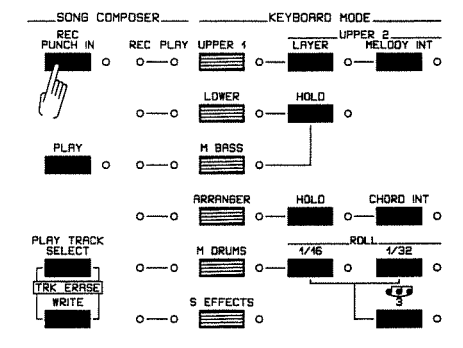 SONG COMPOSER KEYBOARD MODE
REC
PUNCH IN
REC PLAY UPPER 1
UPPER 2
LAYER MELODY INT
LOWER HOLD
PLAY M BASS
ARRANGER HOLD CHORD INT
PLAY TRACK
SELECT
M DRUMS
ROLL
1/16 1/32
TRK ERASE
WRITE
S EFFECTS
3